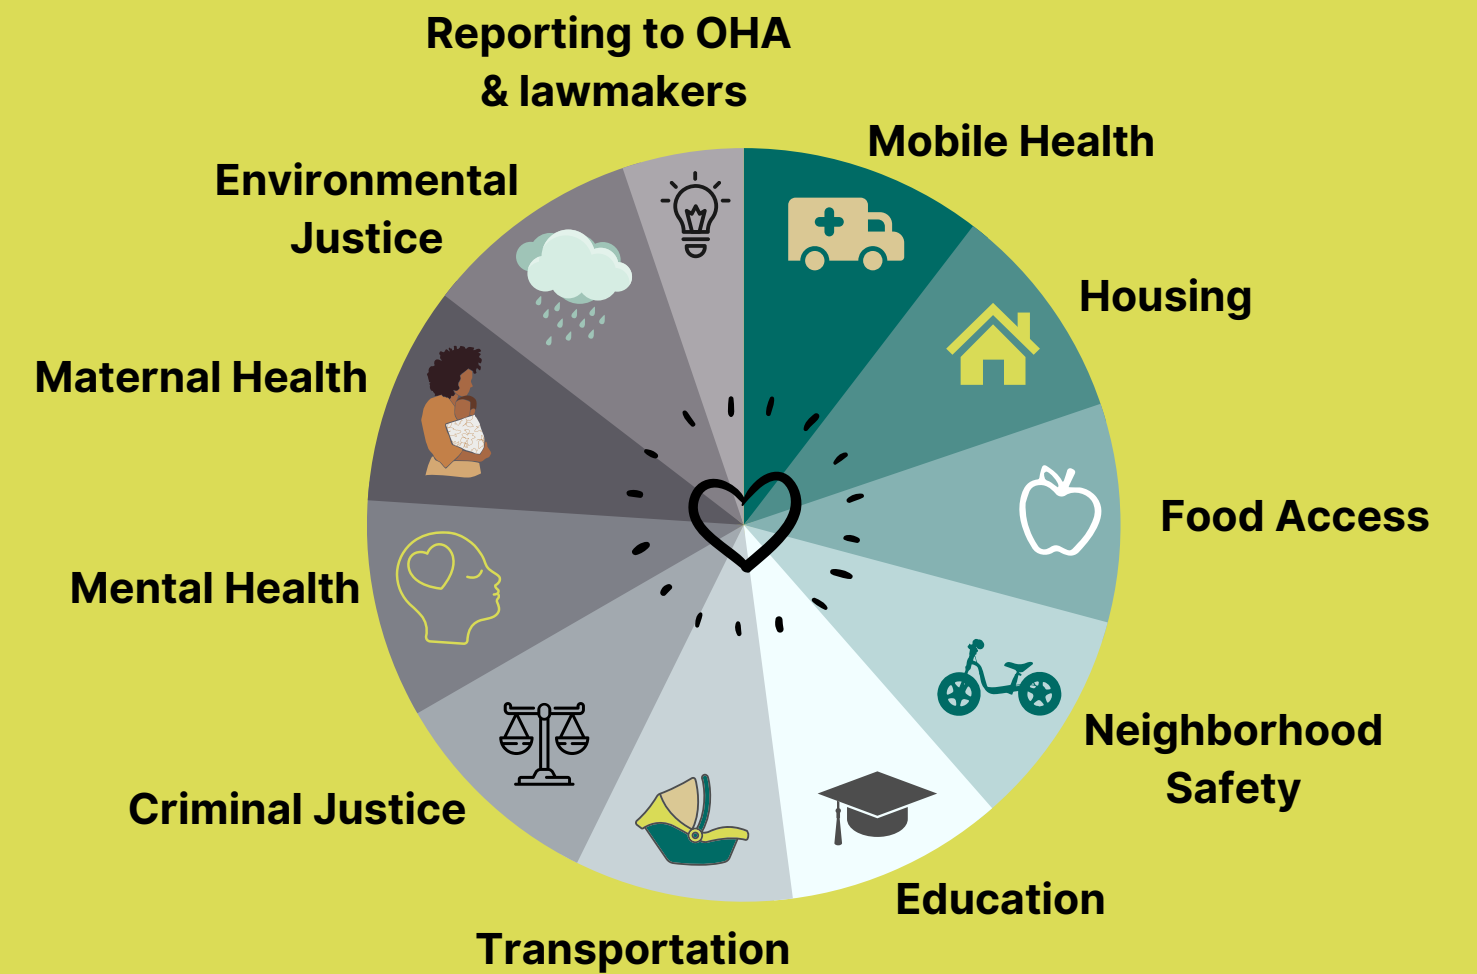 Reporting to OHA
& lawmakers
Mobile Health
Environmental
Justice
Housing
Maternal Health
Food Access
Mental Health
Neighborhood
Safety
Criminal Justice
Education
Transportation